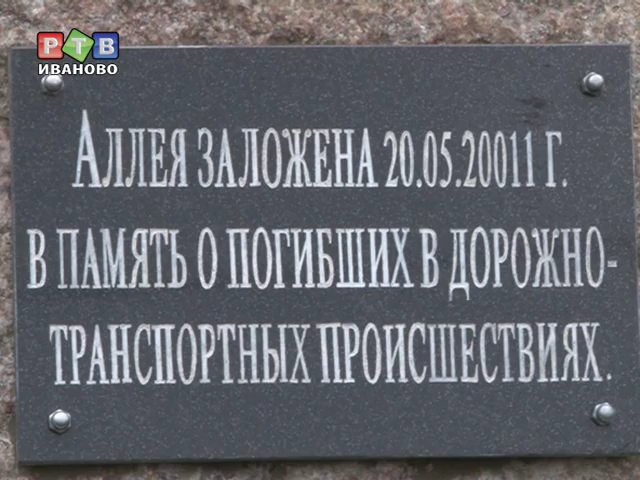 РТВ
ИВАНОВО
АЛЛЕЯ ЗАЛОЖЕНА 20.05.20011 Г.
В ПАМЯТЬ О ПОГИБШИХ В ДОРОЖНО-
ТРАНСПОРТНЫХ ПРОИСШЕСТВИЯХ.